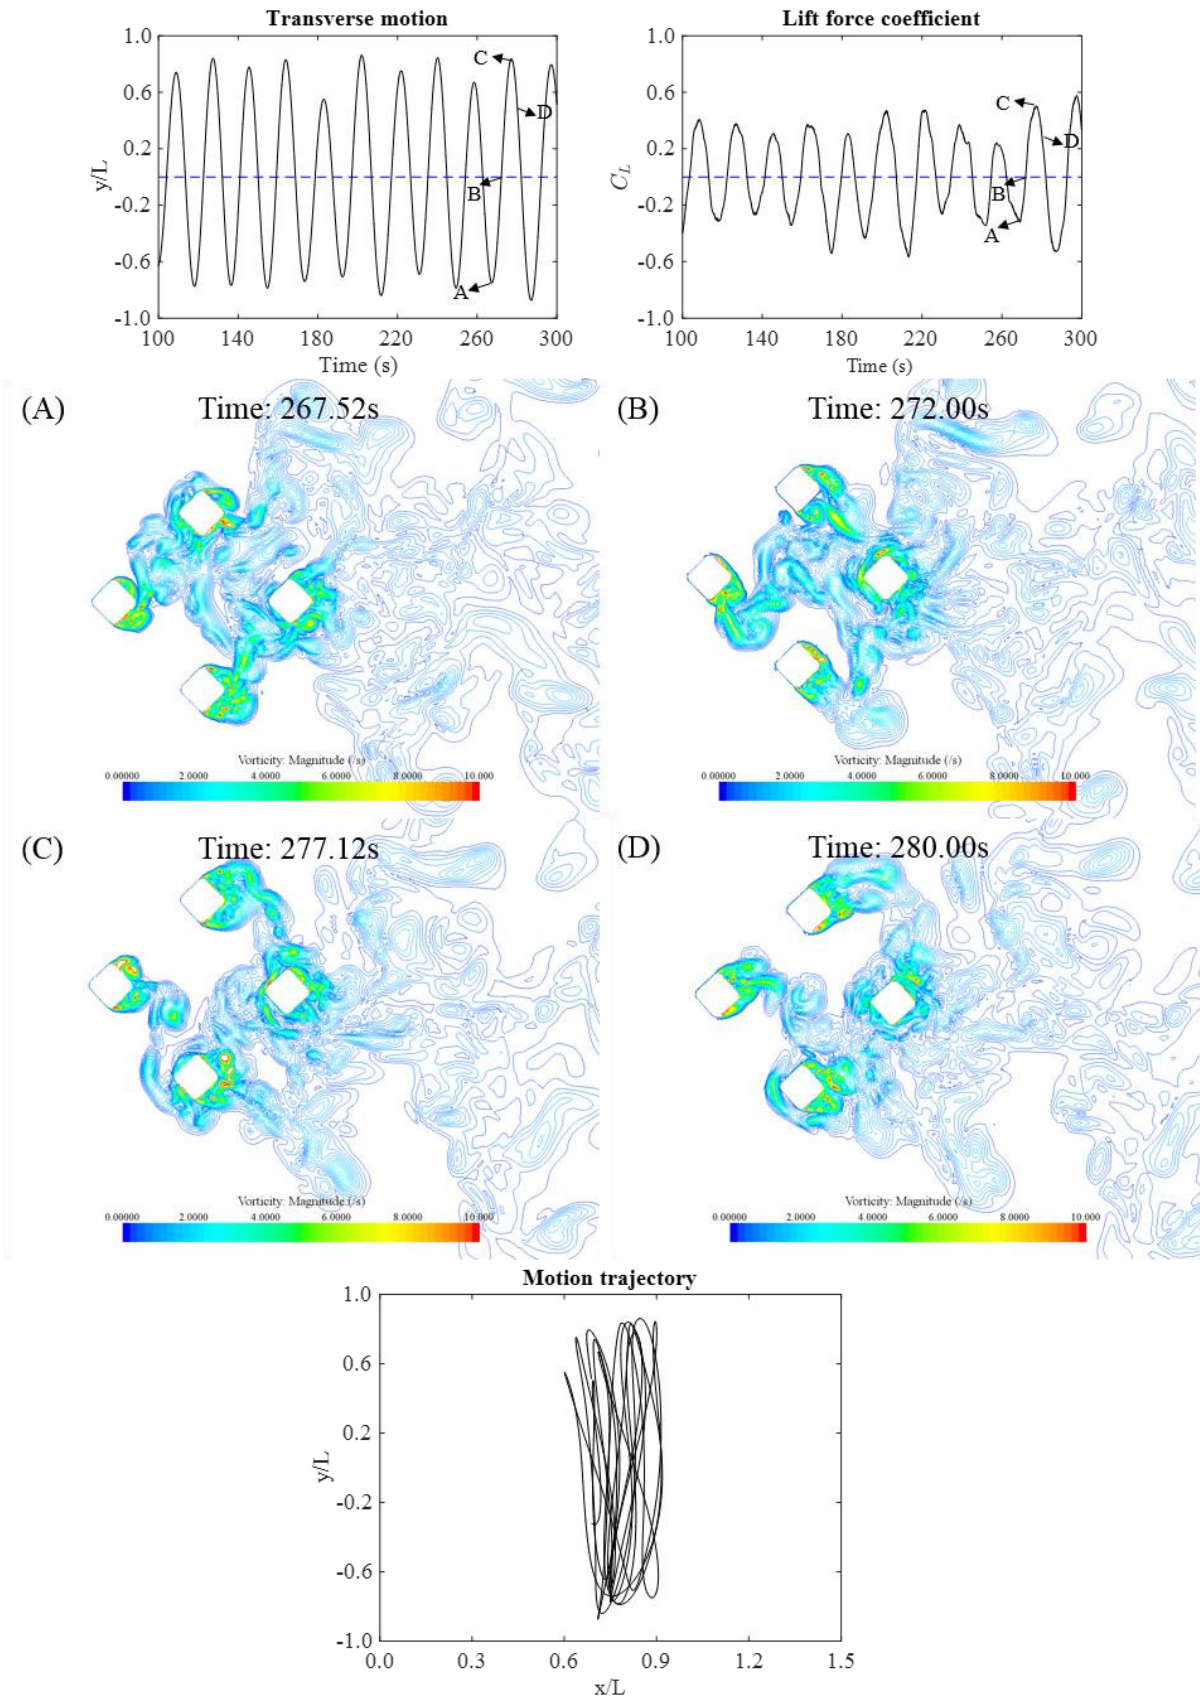 Transverse motion
1.0
0.6
0.2
-0.2
-0.6
-1.0
y/L
C
D
B
A
100 140 180 220 260 300
Time (s)
Lift force coefficient
1.0
0.6
0.2
-0.2
-0.6
-1.0
C_L
C
D
B
A
100 140 180 220 260 300
Time (s)
(A) Time: 267.52s
Vorticity: Magnitude (/s)
0.00000 2.0000 4.0000 6.0000 8.0000 10.000
(B) Time: 272.00s
Vorticity: Magnitude (/s)
0.00000 2.0000 4.0000 6.0000 8.0000 10.000
(C) Time: 277.12s
Vorticity: Magnitude (/s)
0.00000 2.0000 4.0000 6.0000 8.0000 10.000
(D) Time: 280.00s
Vorticity: Magnitude (/s)
0.00000 2.0000 4.0000 6.0000 8.0000 10.000
Motion trajectory
1.0
0.6
0.2
-0.2
-0.6
-1.0
y/L
0.0 0.3 0.6 0.9 1.2 1.5
x/L